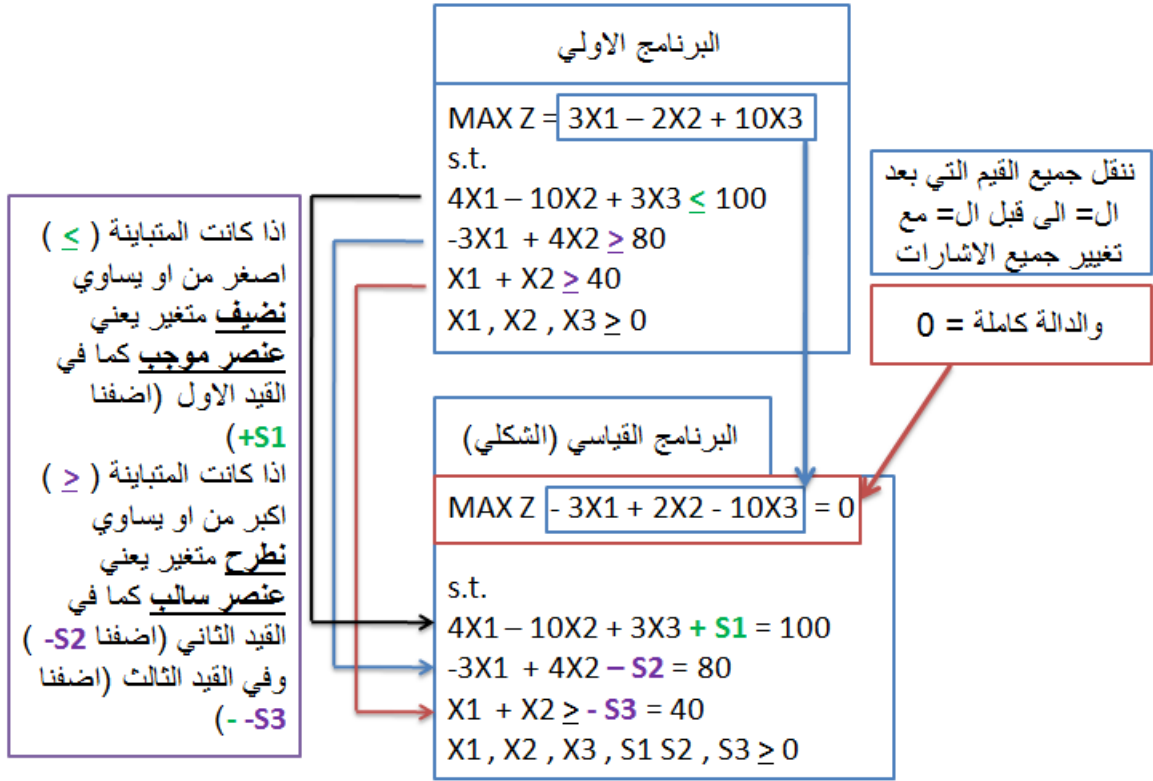 البرنامج الاولي
MAX Z = 3X1 – 2X2 + 10X3
s.t.
4X1 – 10X2 + 3X3 ≤ 100
-3X1 + 4X2 ≥ 80
X1 + X2 ≥ 40
X1 , X2 , X3 ≥ 0
ننقل جميع القيم التي بعد
ال= الى قبل ال= مع
تغيير جميع الاشارات
والدالة كاملة = 0
اذا كانت المتباينة ( ≤ )
اصغر من او يساوي
نضيف متغير يعني
عنصر موجب كما في
القيد الاول (اضفنا
+S1)
اذا كانت المتباينة ( ≥ )
اكبر من او يساوي
نطرح متغير يعني
عنصر سالب كما في
القيد الثاني (اضفنا -S2 )
وفي القيد الثالث (اضفنا
- -S3)
البرنامج القياسي (الشكلي)
MAX Z - 3X1 + 2X2 - 10X3 = 0
s.t.
4X1 – 10X2 + 3X3 + S1 = 100
-3X1 + 4X2 – S2 = 80
X1 + X2 ≥ - S3 = 40
X1 , X2 , X3 , S1 S2 , S3 ≥ 0